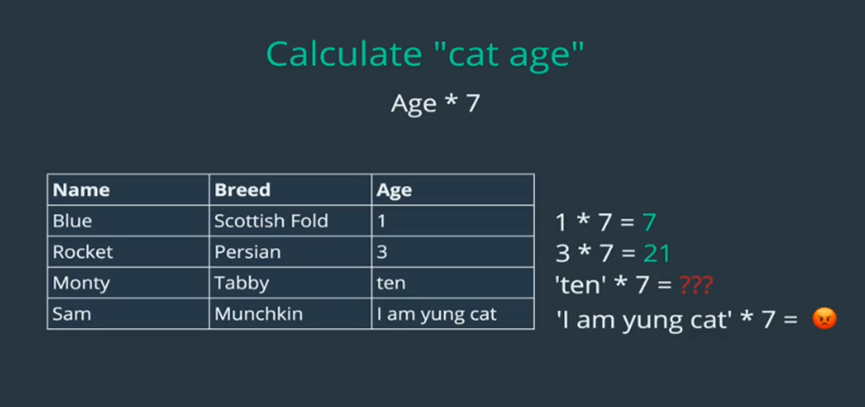 Calculate "cat age"
Age * 7
Name Breed Age
Blue Scottish Fold 1
Rocket Persian 3
Monty Tabby ten
Sam Munchkin I am yung cat
1 * 7 = 7
3 * 7 = 21
'ten' * 7 = ???
'I am yung cat' * 7 = 😡